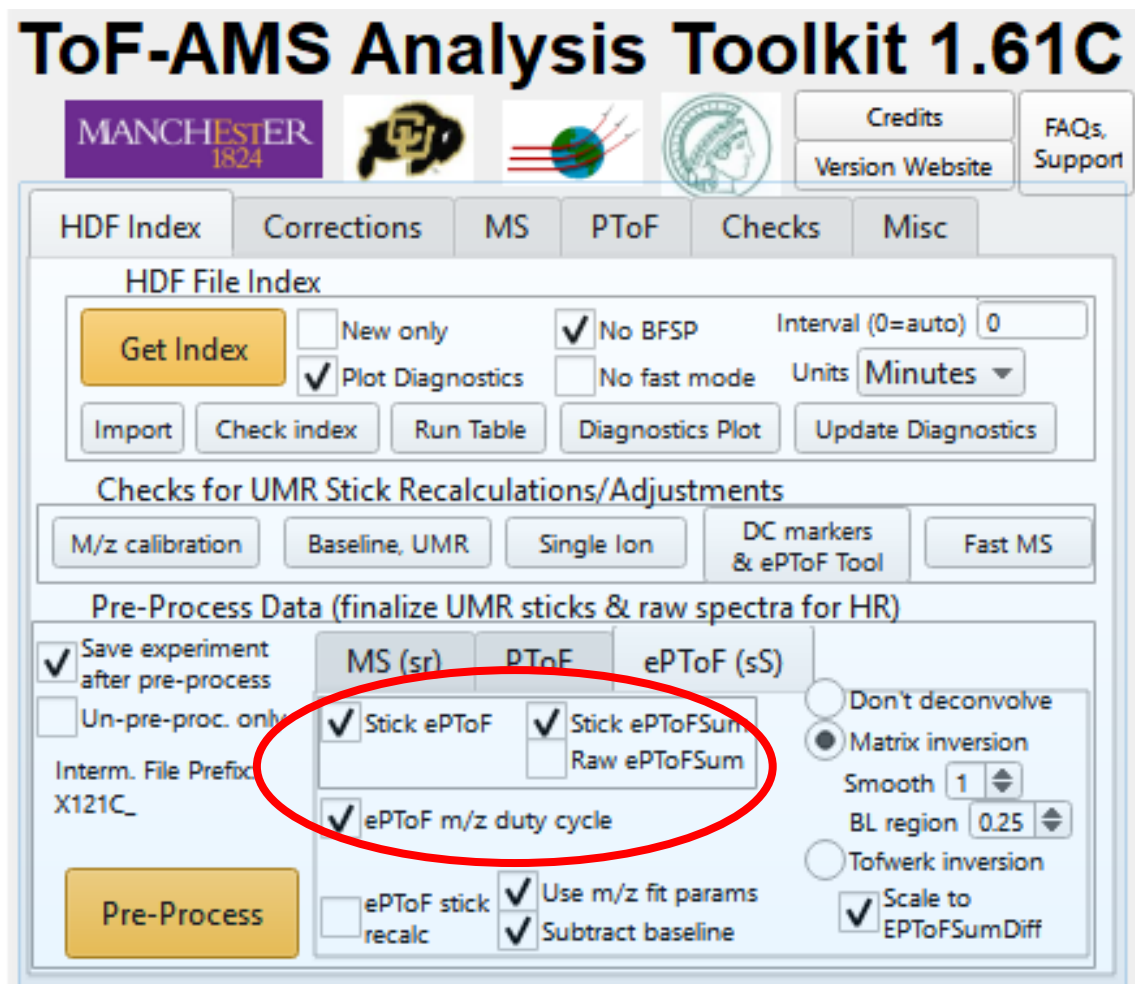 ToF-AMS Analysis Toolkit 1.61C
MANCHESTER
1824
CU
Credits
Version Website
FAQs,
Support
HDF Index Corrections MS PToF Checks Misc
HDF File Index
Get Index
New only
No BFSP
Interval (0=auto) 0
Plot Diagnostics
No fast mode
Units Minutes
Import Check index Run Table Diagnostics Plot Update Diagnostics
Checks for UMR Stick Recalculations/Adjustments
M/z calibration Baseline, UMR Single Ion
DC markers
& ePToF Tool
Fast MS
Pre-Process Data (finalize UMR sticks & raw spectra for HR)
Save experiment
after pre-process
Un-pre-proc. only
Interm. File Prefix:
X121C_
Pre-Process
MS (sr) PToF ePToF (sS)
Stick ePToF Stick ePToFSum
Raw ePToFSum
ePToF m/z duty cycle
ePToF stick
recalc
Use m/z fit params
Subtract baseline
Don't deconvolve
Matrix inversion
Smooth 1
BL region 0.25
Tofwerk inversion
Scale to
EPToFSumDiff